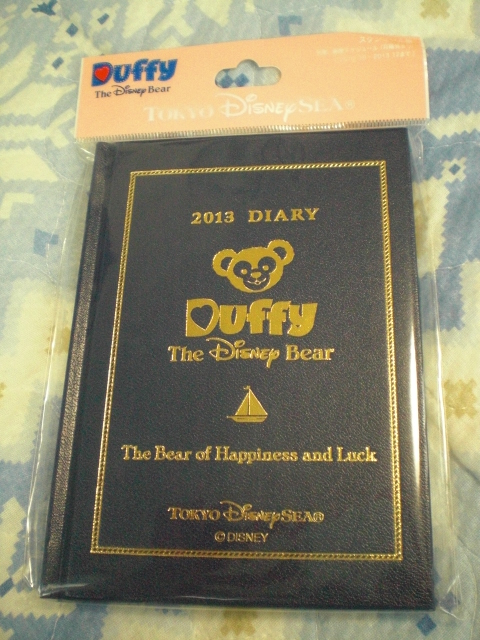 Duffy
The Disney Bear
TOKYO DISNEYSEA®
2013 DIARY
Duffy
The Disney Bear
The Bear of Happiness and Luck
TOKYO DISNEYSEA®
©DISNEY